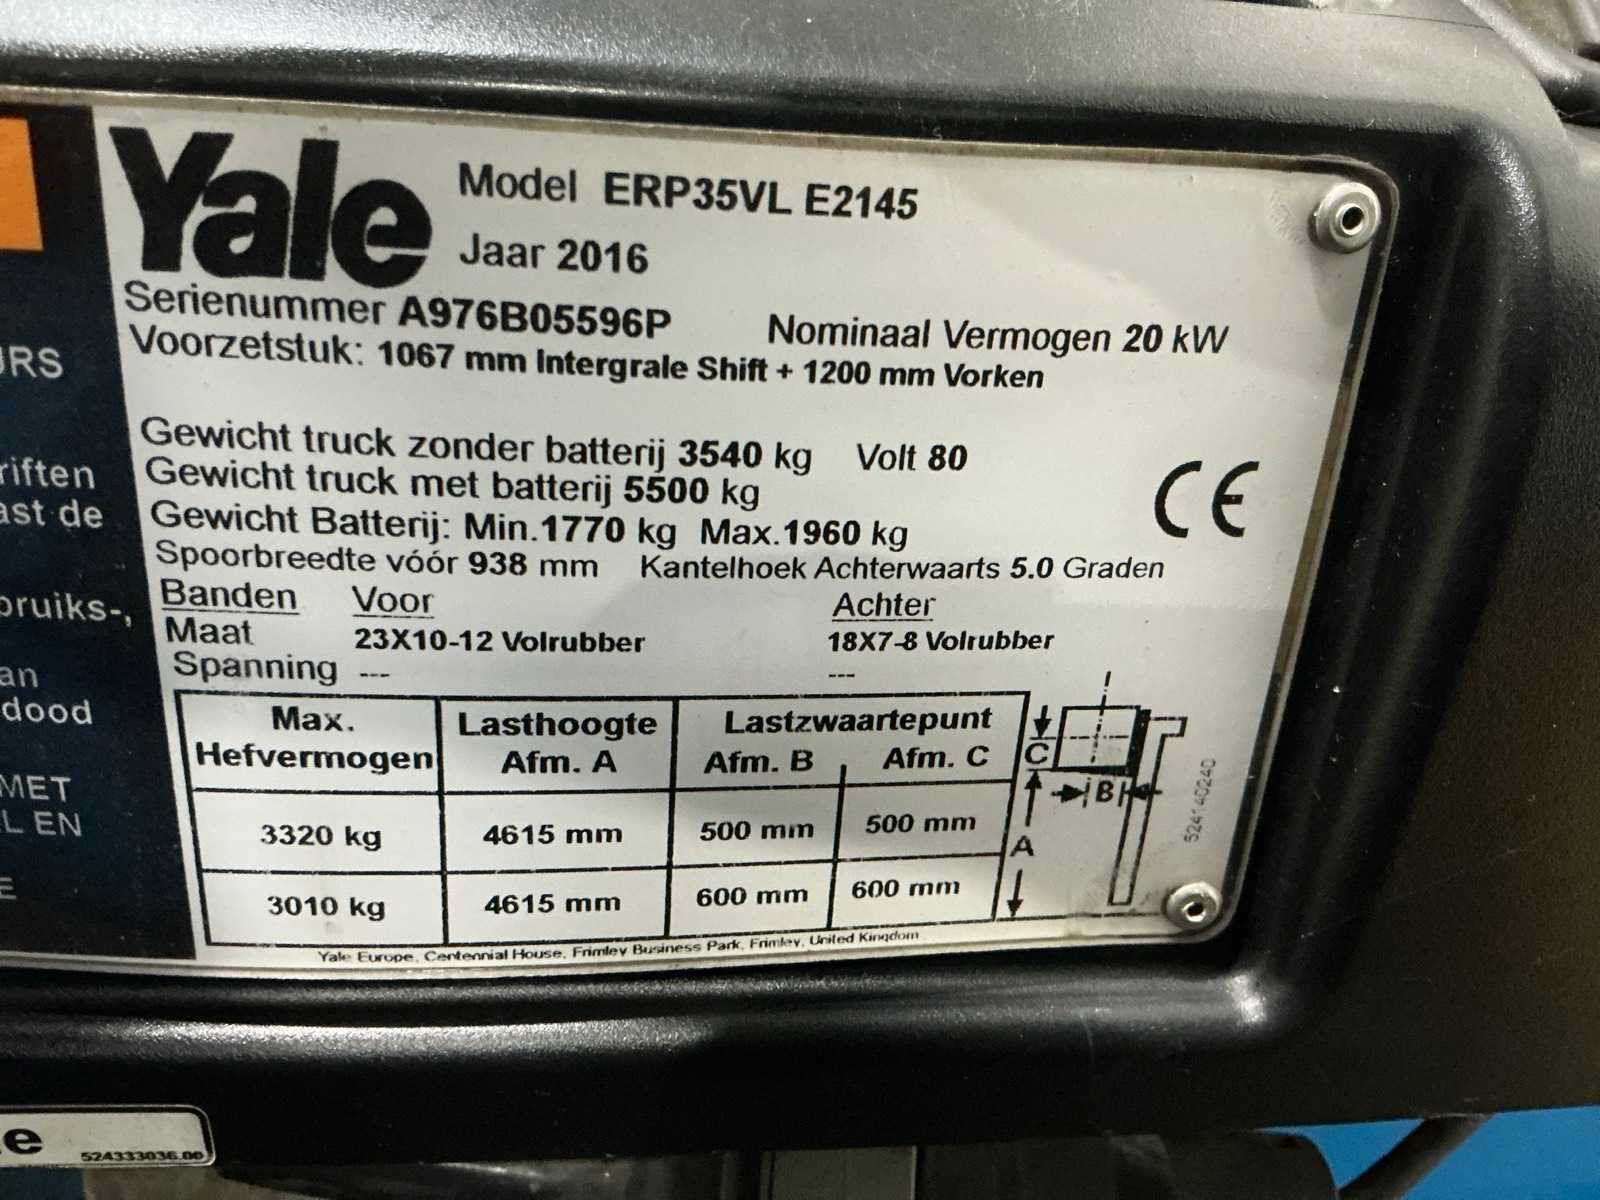 Yale
Model ERP35VL E2145
Jaar 2016
Serienummer A976B05596P Nominaal Vermogen 20 kW
Voorzetstuk: 1067 mm Intergrale Shift + 1200 mm Vorken
Gewicht truck zonder batterij 3540 kg Volt 80
Gewicht truck met batterij 5500 kg
Gewicht Batterij: Min.1770 kg Max.1960 kg
CE
Spoorbreedte vóór 938 mm Kantelhoek Achterwaarts 5.0 Graden
Banden Voor Achter
Maat 23X10-12 Volrubber 18X7-8 Volrubber
Spanning --- ---
Max. Hefvermogen Lasthoogte Afm. A Lastzwaartepunt Afm. B Afm. C
3320 kg 4615 mm 500 mm 500 mm
3010 kg 4615 mm 600 mm 600 mm
C
B
A
524140240
Yale Europe, Centennial House, Frimley Business Park, Frimley, United Kingdom
URS
riften
ast de
bruiks-,
an
dood
MET
EL EN
E
e
524333036.00